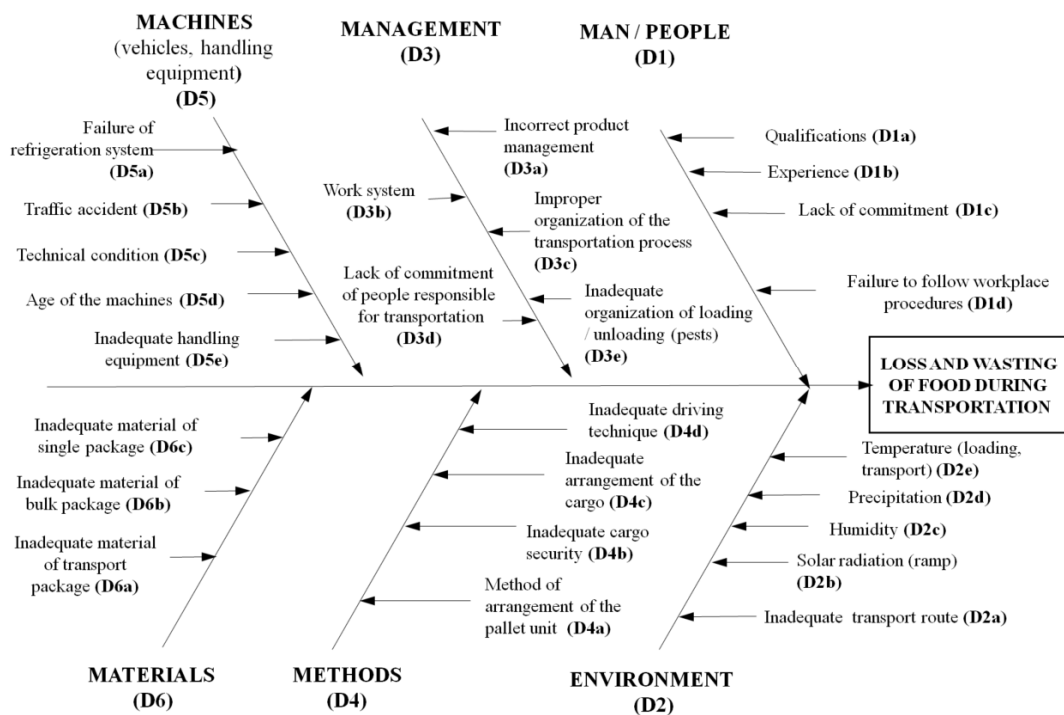 MACHINES
(vehicles, handling
equipment)
(D5)
MANAGEMENT
(D3)
MAN / PEOPLE
(D1)
Failure of
refrigeration system
(D5a)
Traffic accident (D5b)
Technical condition (D5c)
Age of the machines (D5d)
Inadequate handling
equipment (D5e)
Incorrect product
management
(D3a)
Work system
(D3b)
Improper
organization of the
transportation process
(D3c)
Lack of commitment
of people responsible
for transportation
(D3d)
Inadequate
organization of loading
/ unloading (pests)
(D3e)
Qualifications (D1a)
Experience (D1b)
Lack of commitment (D1c)
Failure to follow workplace
procedures (D1d)
LOSS AND WASTING
OF FOOD DURING
TRANSPORTATION
Inadequate material of
single package (D6c)
Inadequate material of
bulk package (D6b)
Inadequate material
of transport
package (D6a)
Inadequate driving
technique (D4d)
Inadequate
arrangement of the
cargo (D4c)
Inadequate cargo
security (D4b)
Method of
arrangement of the
pallet unit (D4a)
Temperature (loading,
transport) (D2e)
Precipitation (D2d)
Humidity (D2c)
Solar radiation (ramp)
(D2b)
Inadequate transport route (D2a)
MATERIALS
(D6)
METHODS
(D4)
ENVIRONMENT
(D2)